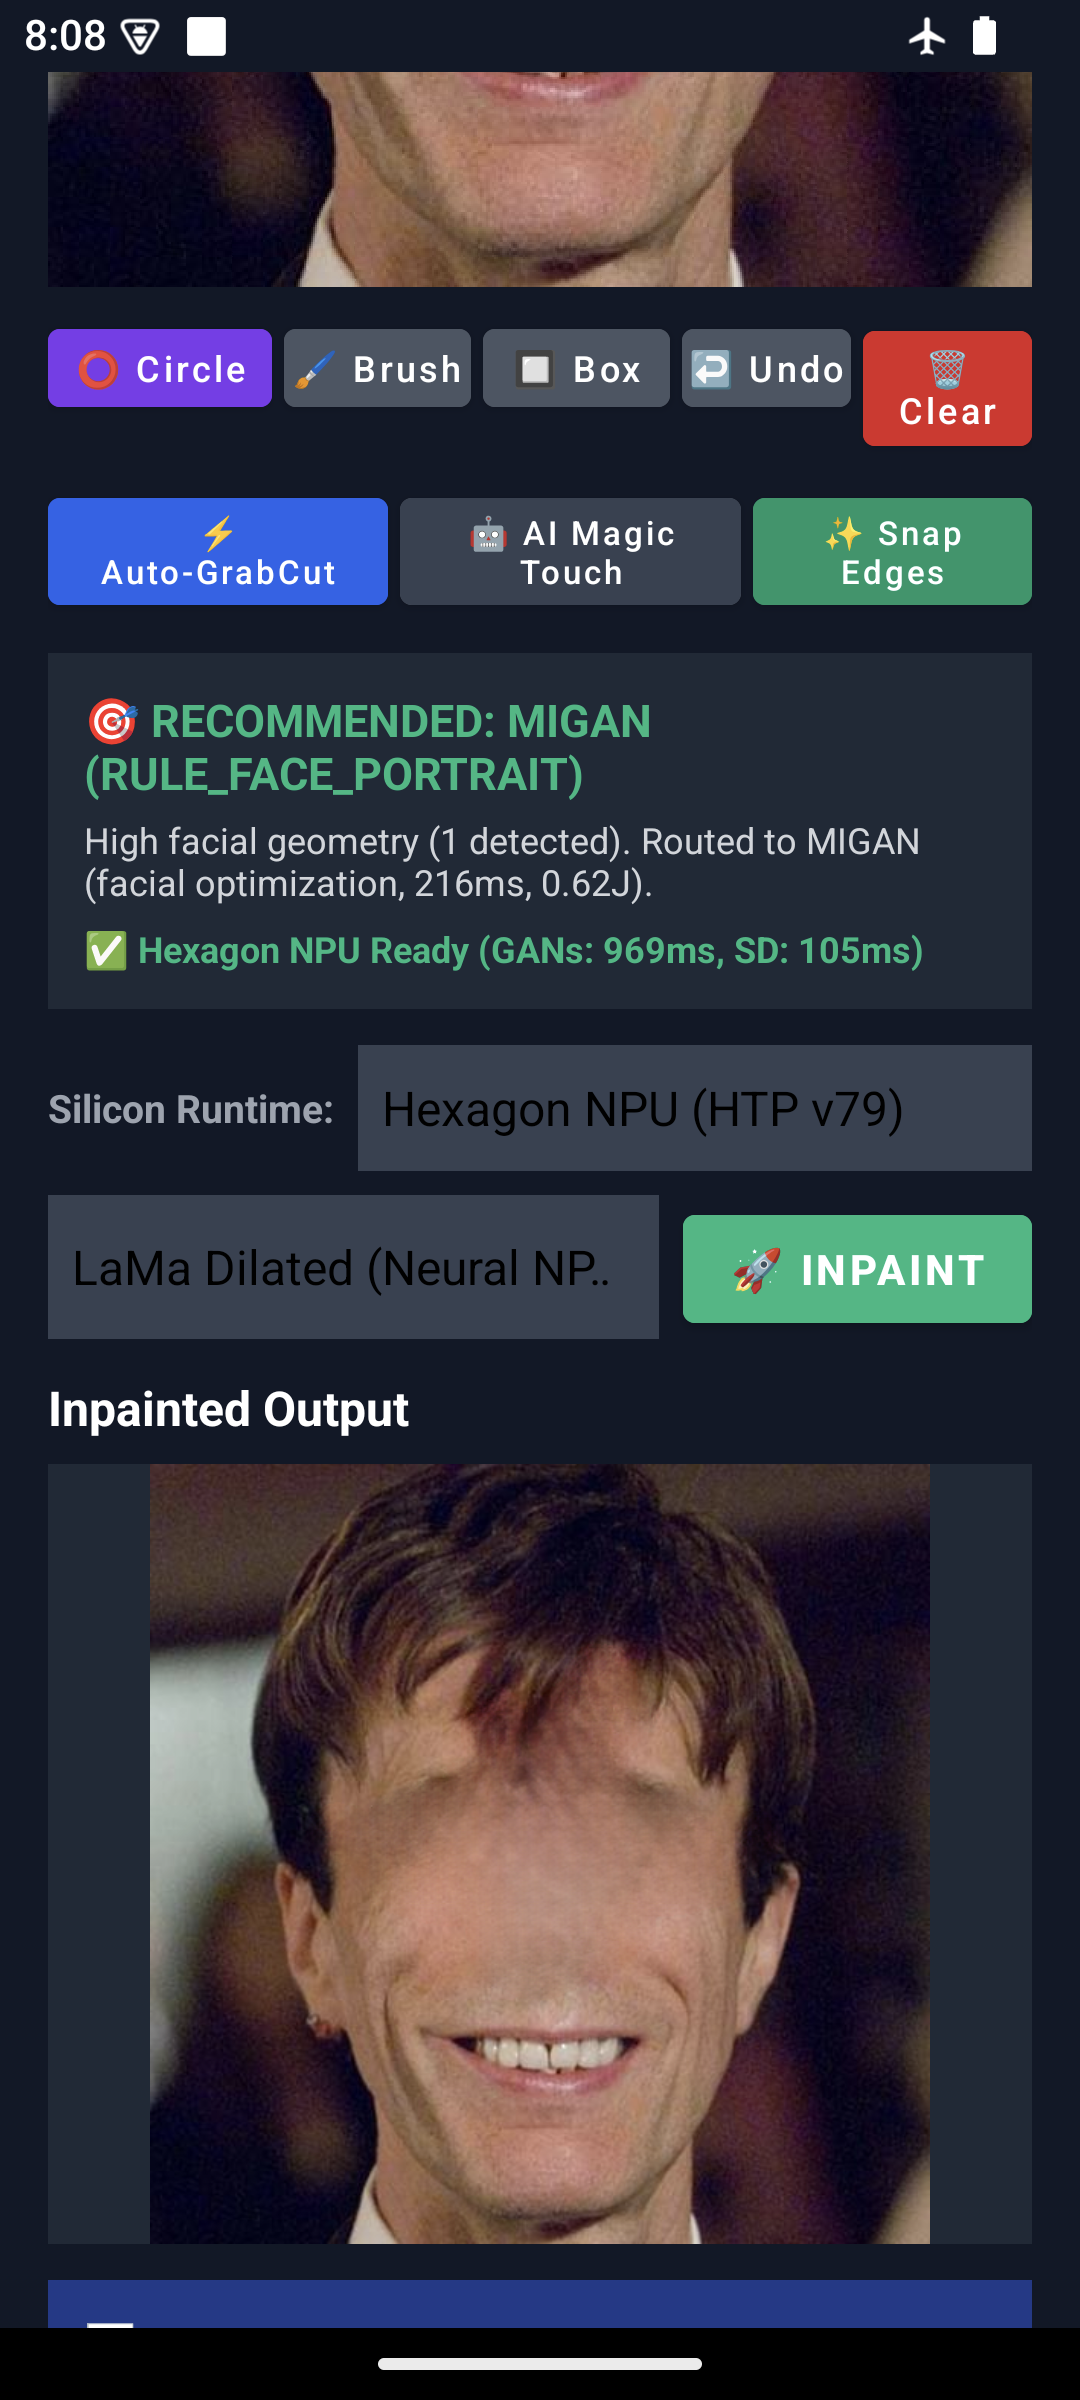 8:08
⭕ Circle
🖌️ Brush
🔲 Box
↩️ Undo
🗑️
Clear
⚡
Auto-GrabCut
🤖 AI Magic
Touch
✨ Snap
Edges
🎯 RECOMMENDED: MIGAN
(RULE_FACE_PORTRAIT)
High facial geometry (1 detected). Routed to MIGAN
(facial optimization, 216ms, 0.62J).
✅ Hexagon NPU Ready (GANs: 969ms, SD: 105ms)
Silicon Runtime:
Hexagon NPU (HTP v79)
LaMa Dilated (Neural NP..
🚀 INPAINT
Inpainted Output